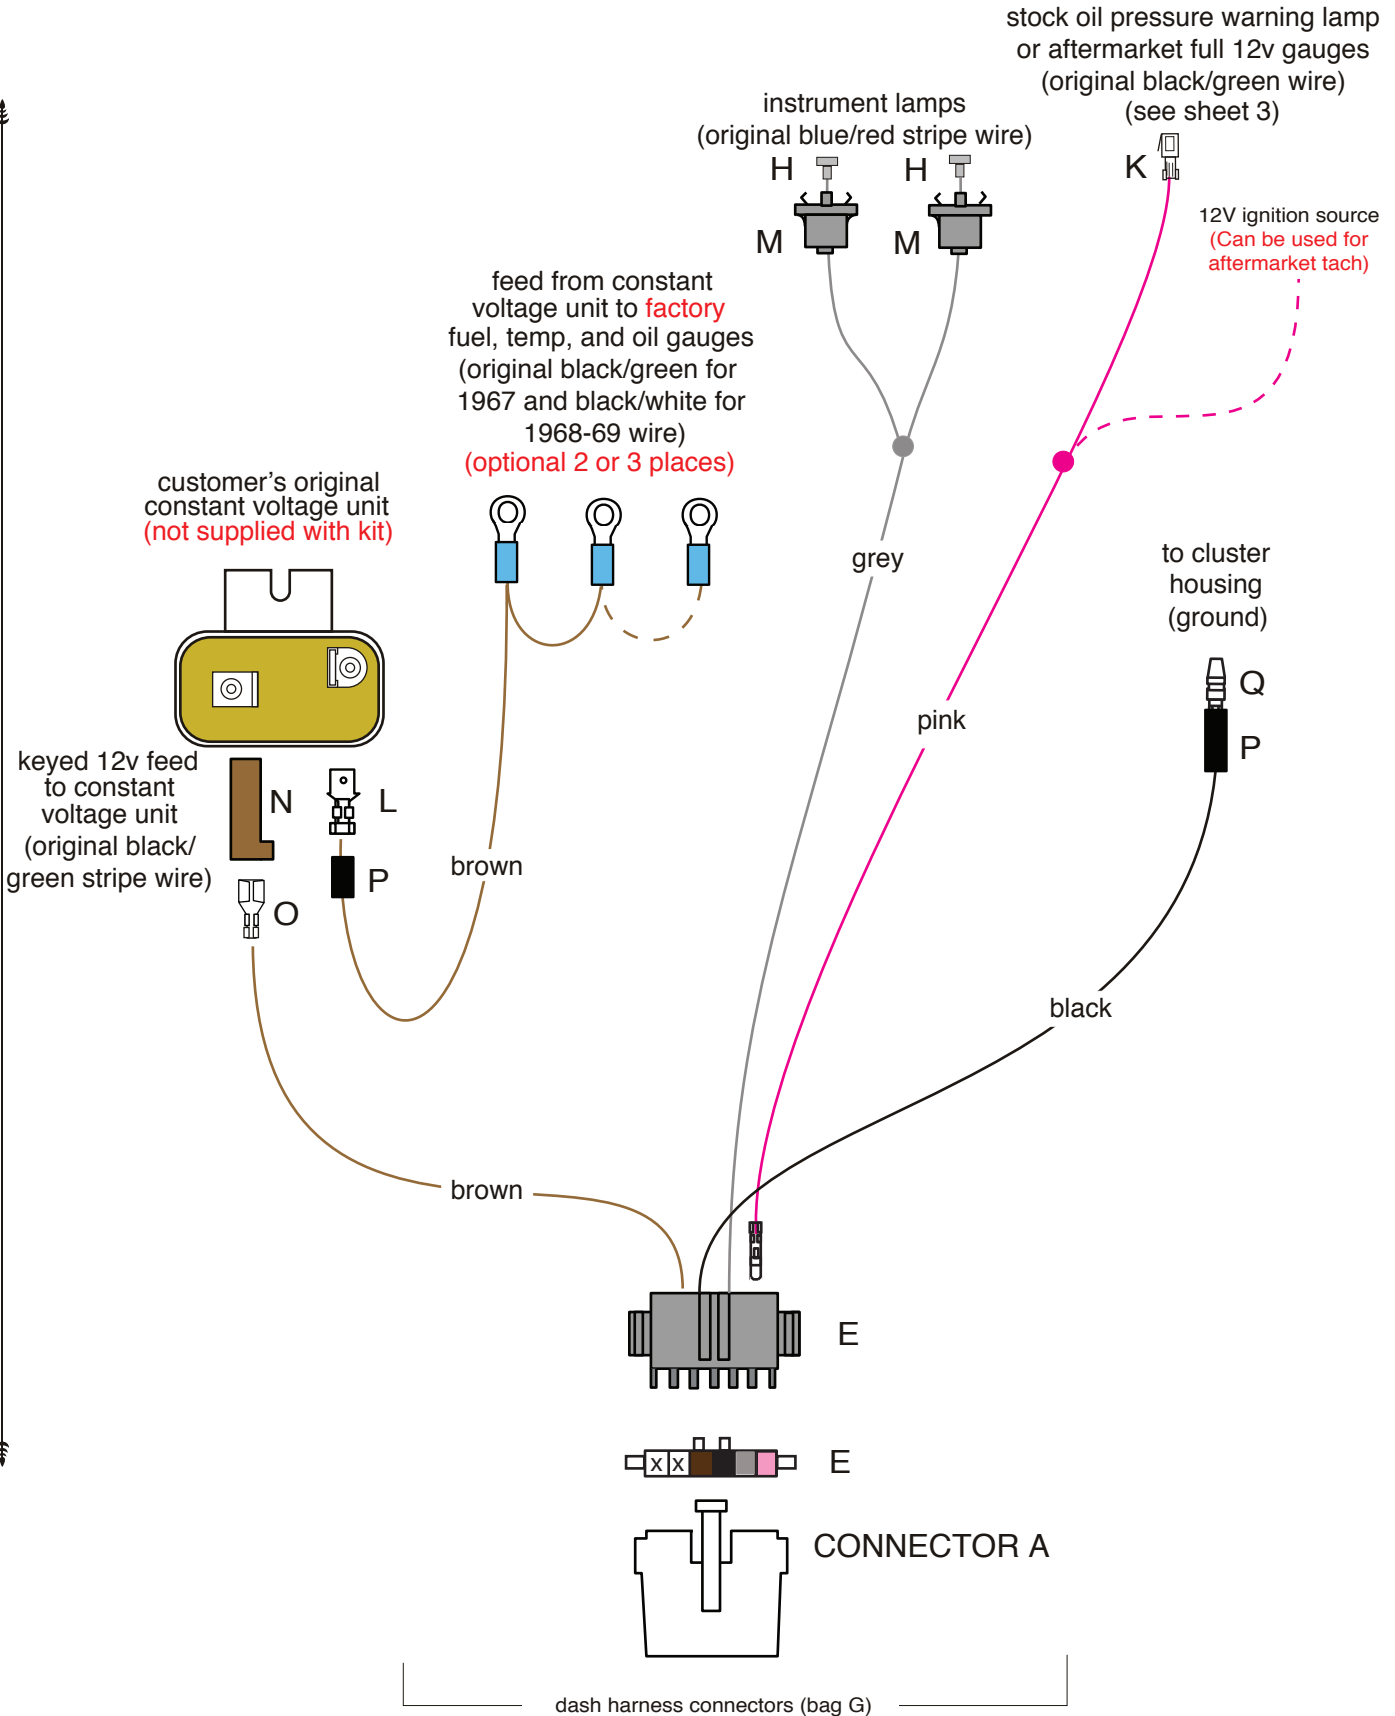 stock oil pressure warning lamp
or aftermarket full 12v gauges
(original black/green wire)
(see sheet 3)
instrument lamps
(original blue/red stripe wire)
H
H
K
M
M
12V ignition source
(Can be used for
aftermarket tach)
feed from constant
voltage unit to factory
fuel, temp, and oil gauges
(original black/green for
1967 and black/white for
1968-69 wire)
(optional 2 or 3 places)
customer's original
constant voltage unit
(not supplied with kit)
grey
to cluster
housing
(ground)
Q
P
pink
keyed 12v feed
to constant
voltage unit
(original black/
green stripe wire)
N
L
P
O
brown
black
brown
E
x x
E
CONNECTOR A
dash harness connectors (bag G)